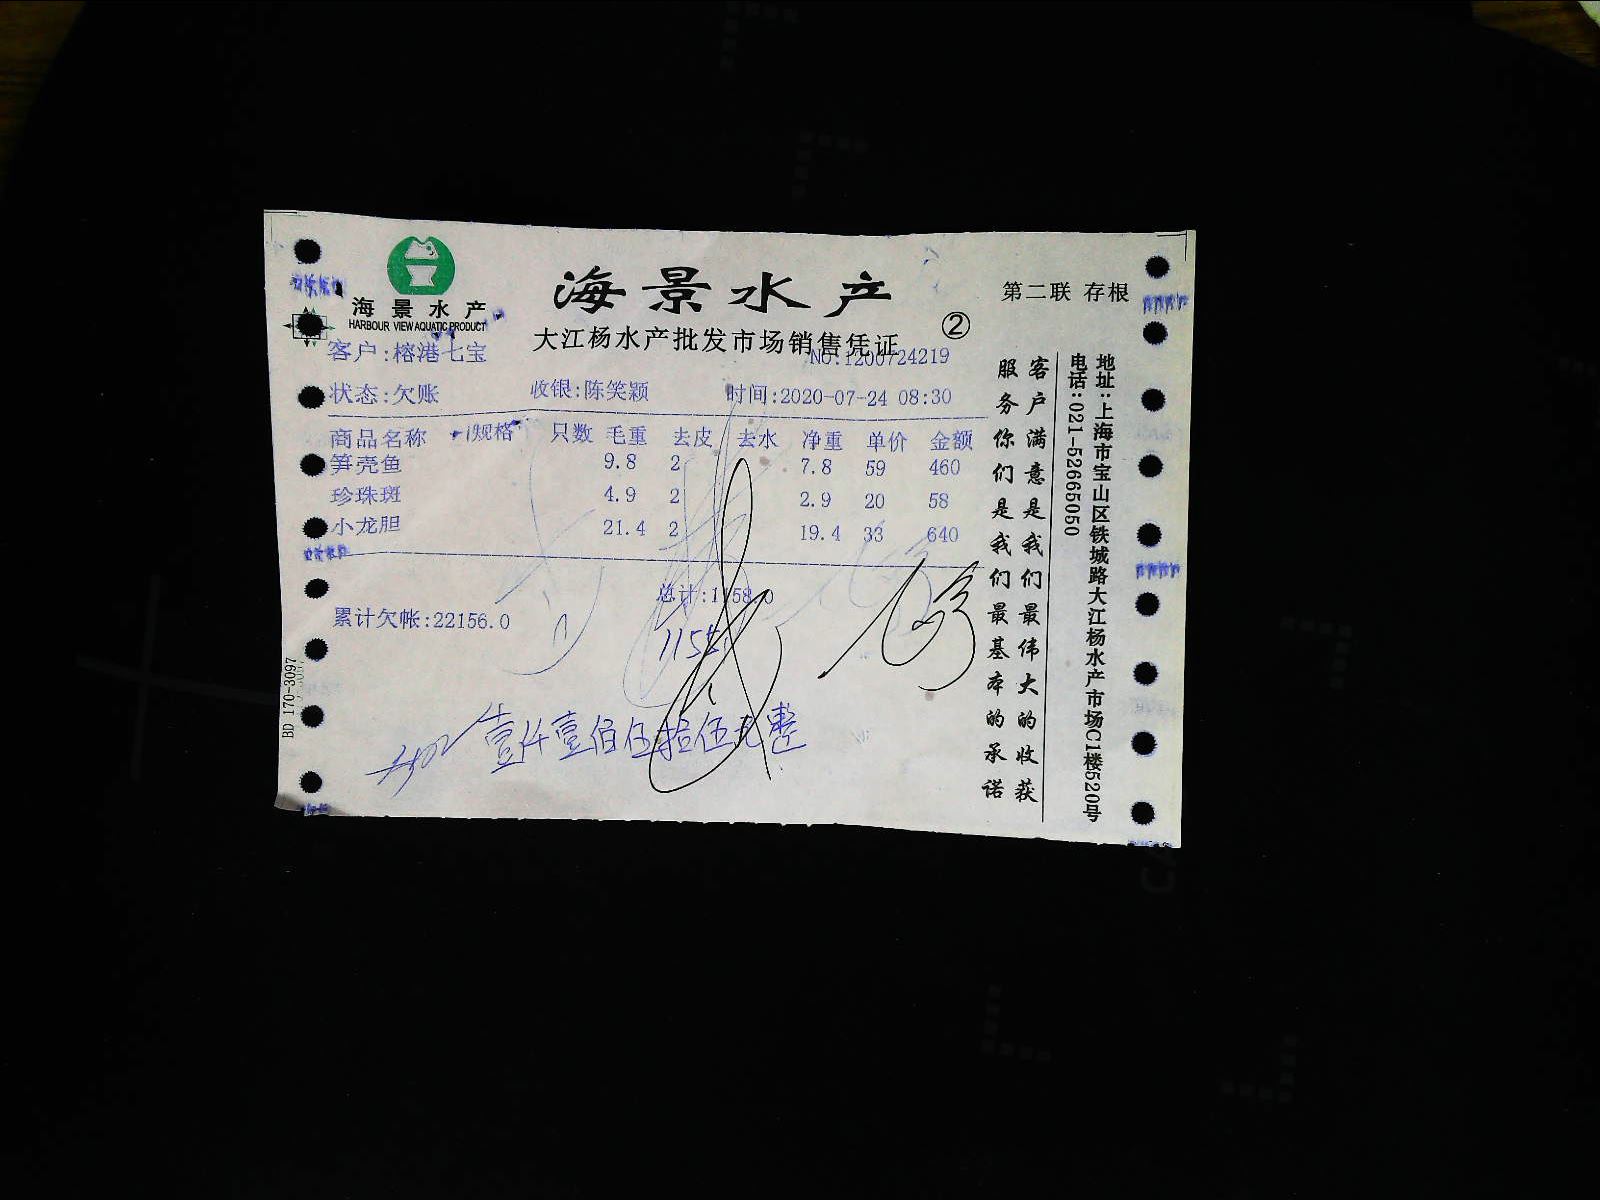 海景水产
HARBOUR VIEW AQUATIC PRODUCT
海景水产
大江杨水产批发市场销售凭证
②
第二联 存根
客户:榕港七宝
NO:1200724219
状态:欠账 收银:陈笑颖 时间:2020-07-24 08:30
商品名称 规格 只数 毛重 去皮 去水 净重 单价 金额
笋壳鱼 9.8 2 7.8 59 460
珍珠斑 4.9 2 2.9 20 58
小龙胆 21.4 2 19.4 33 640
总计:1158.0
累计欠帐:22156.0
1155
壹仟壹佰伍拾伍元整
客户满意是我们最伟大的收获
服务你们是我们最基本的承诺
地址:上海市宝山区铁城路大江杨水产市场C1楼520号
电话:021-52665050
BD 170-3097